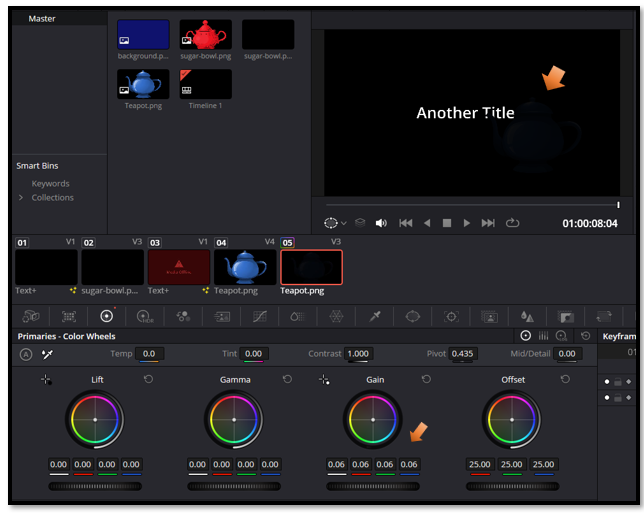 Master
background.p...
sugar-bowl.png
sugar-bowl.p...
Teapot.png
Timeline 1
Another Title
Smart Bins
Keywords
Collections
01:00:08:04
01 V1 02 V3 03 V1 04 V4 05 V3
Text+ sugar-bowl.p... Text+ Teapot.png Teapot.png
HDR
Primaries - Color Wheels
Keyfram
A Temp 0.0 Tint 0.00 Contrast 1.000 Pivot 0.435 Mid/Detail 0.00
01
Lift Gamma Gain Offset
0.00 0.00 0.00 0.00 0.00 0.00 0.00 0.00 0.06 0.06 0.06 0.06 25.00 25.00 25.00